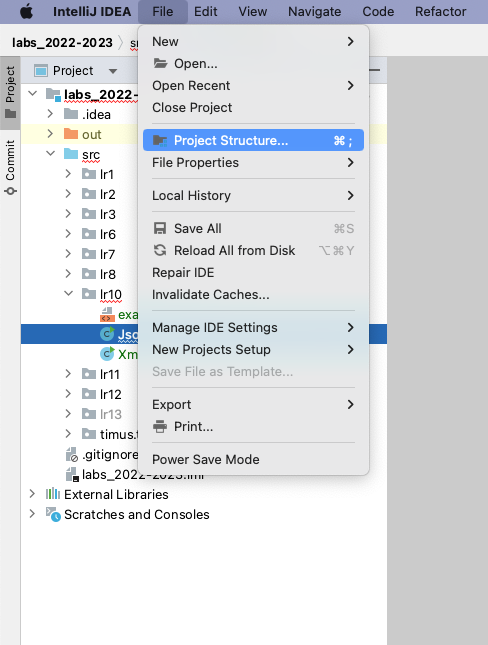 IntelliJ IDEA File Edit View Navigate Code Refactor
labs_2022-2023
Project
Commit
Project
labs_2022-
.idea
out
src
lr1
lr2
lr3
lr6
lr7
lr8
lr10
exa
Jso
Xm
lr11
lr12
lr13
timus.
.gitignore
labs_2022-2023.iml
External Libraries
Scratches and Consoles
New
Open...
Open Recent
Close Project
Project Structure... ⌘ ;
File Properties
Local History
Save All ⌘S
Reload All from Disk ⌥⌘Y
Repair IDE
Invalidate Caches...
Manage IDE Settings
New Projects Setup
Save File as Template...
Export
Print...
Power Save Mode